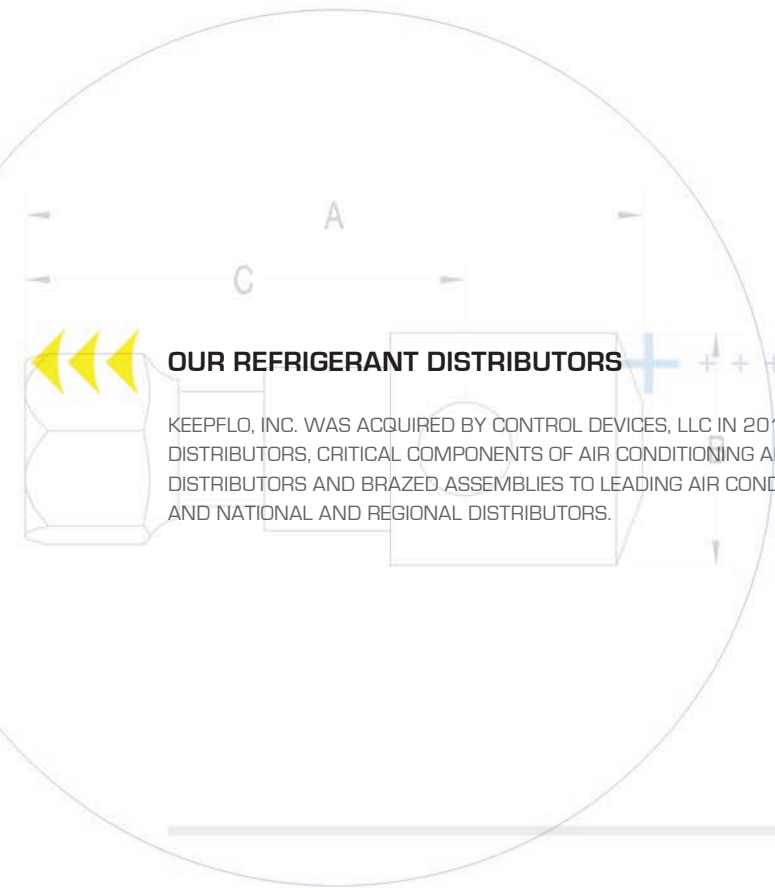 A
C
OUR REFRIGERANT DISTRIBUTORS
KEEPFLO, INC. WAS ACQUIRED BY CONTROL DEVICES, LLC IN
DISTRIBUTORS, CRITICAL COMPONENTS OF AIR CONDITIONING
B
DISTRIBUTORS AND BRAZED ASSEMBLIES TO LEADING AIR
AND NATIONAL AND REGIONAL DISTRIBUTORS.